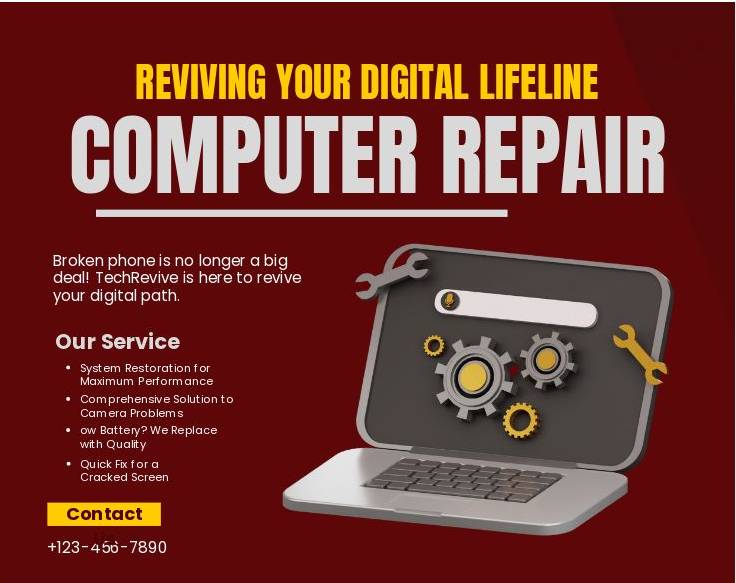 REVIVING YOUR DIGITAL LIFELINE
COMPUTER REPAIR
Broken phone is no longer a big
deal! TechRevive is here to revive
your digital path.
Our Service
• System Restoration for
Maximum Performance
• Comprehensive Solution to
Camera Problems
• ow Battery? We Replace
with Quality
• Quick Fix for a
Cracked Screen
Contact
+123-456-7890